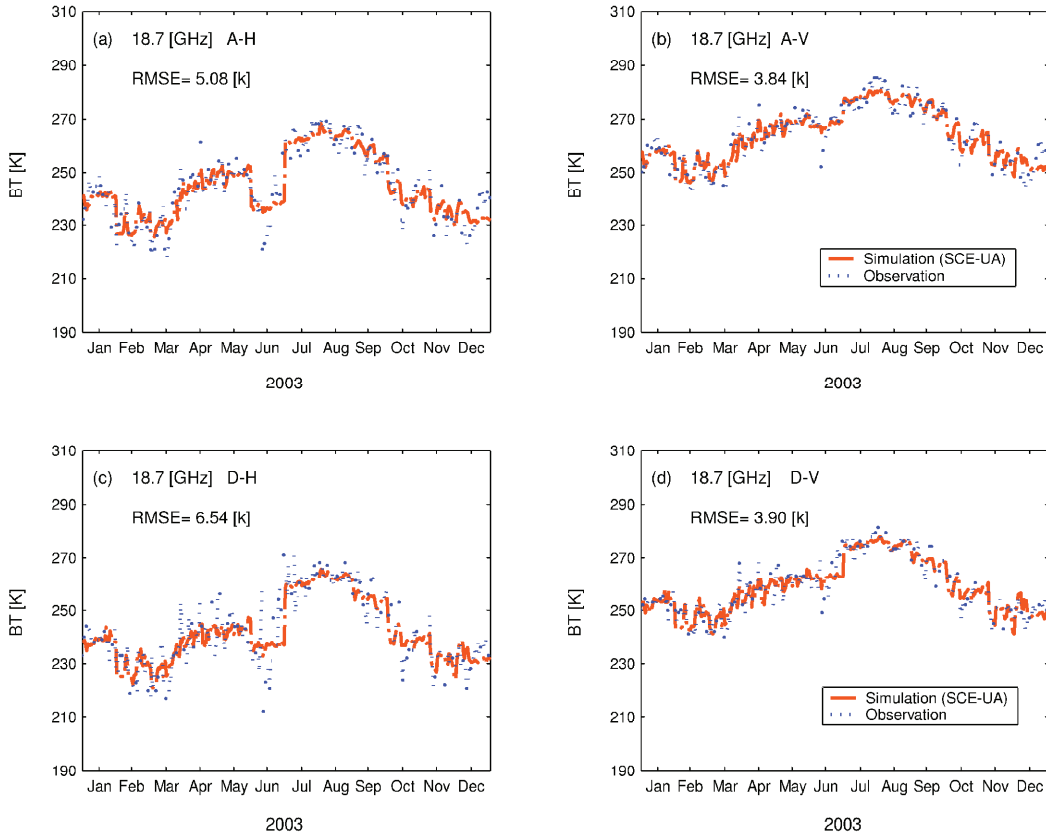 (a) 18.7 [GHz] A-H
RMSE= 5.08 [k]
BT [K]
310
290
270
250
230
210
190
Jan Feb Mar Apr May Jun Jul Aug Sep Oct Nov Dec
2003
(b) 18.7 [GHz] A-V
RMSE= 3.84 [k]
BT [K]
310
290
270
250
230
210
190
Simulation (SCE-UA)
Observation
Jan Feb Mar Apr May Jun Jul Aug Sep Oct Nov Dec
2003
(c) 18.7 [GHz] D-H
RMSE= 6.54 [k]
BT [K]
310
290
270
250
230
210
190
Jan Feb Mar Apr May Jun Jul Aug Sep Oct Nov Dec
2003
(d) 18.7 [GHz] D-V
RMSE= 3.90 [k]
BT [K]
310
290
270
250
230
210
190
Simulation (SCE-UA)
Observation
Jan Feb Mar Apr May Jun Jul Aug Sep Oct Nov Dec
2003